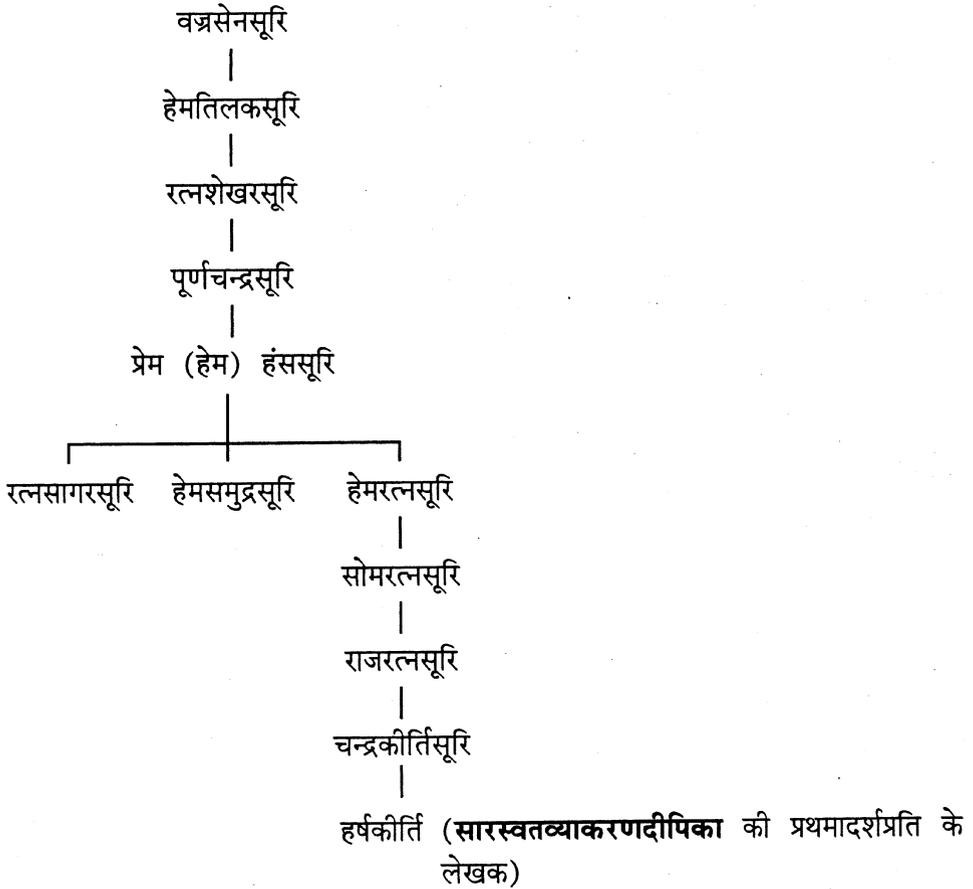 वज्रसेनसूरि
हेमतिलकसूरि
रत्नशेखरसूरि
पूर्णचन्द्रसूरि
प्रेम (हेम) हंससूरि
रत्नसागरसूरि हेमसमुद्रसूरि हेमरत्नसूरि
सोमरत्नसूरि
राजरत्नसूरि
चन्द्रकीर्तिसूरि
हर्षकीर्ति (सारस्वतव्याकरणदीपिका की प्रथमादर्शप्रति के
लेखक)